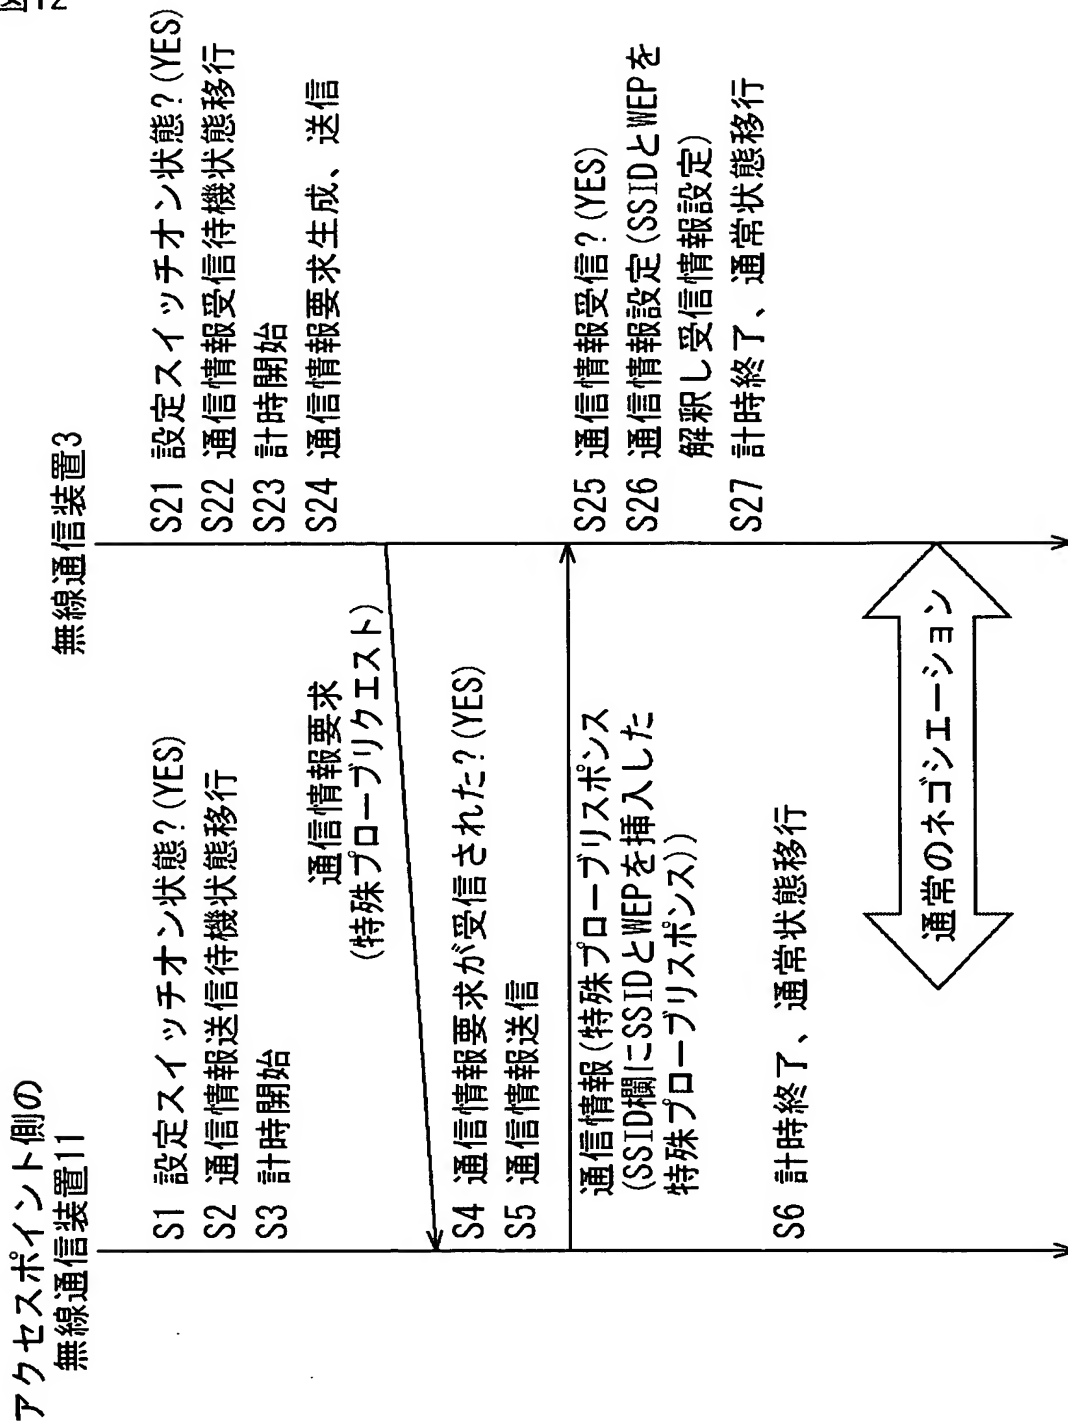 図12
アクセスポイント側の
無線通信装置11
無線通信装置3
S1 設定スイッチオン状態?(YES)
S2 通信情報送信待機状態移行
S3 計時開始
S21 設定スイッチオン状態?(YES)
S22 通信情報受信待機状態移行
S23 計時開始
S24 通信情報要求生成、送信
通信情報要求
(特殊プローブリクエスト)
S4 通信情報要求が受信された?(YES)
S5 通信情報送信
通信情報(特殊プローブリスポンス
(SSID欄にSSIDとWEPを挿入した
特殊プローブリスポンス))
S25 通信情報受信?(YES)
S26 通信情報設定(SSIDとWEPを
解釈し受信情報設定)
S27 計時終了、通常状態移行
S6 計時終了、通常状態移行
通常のネゴシエーション